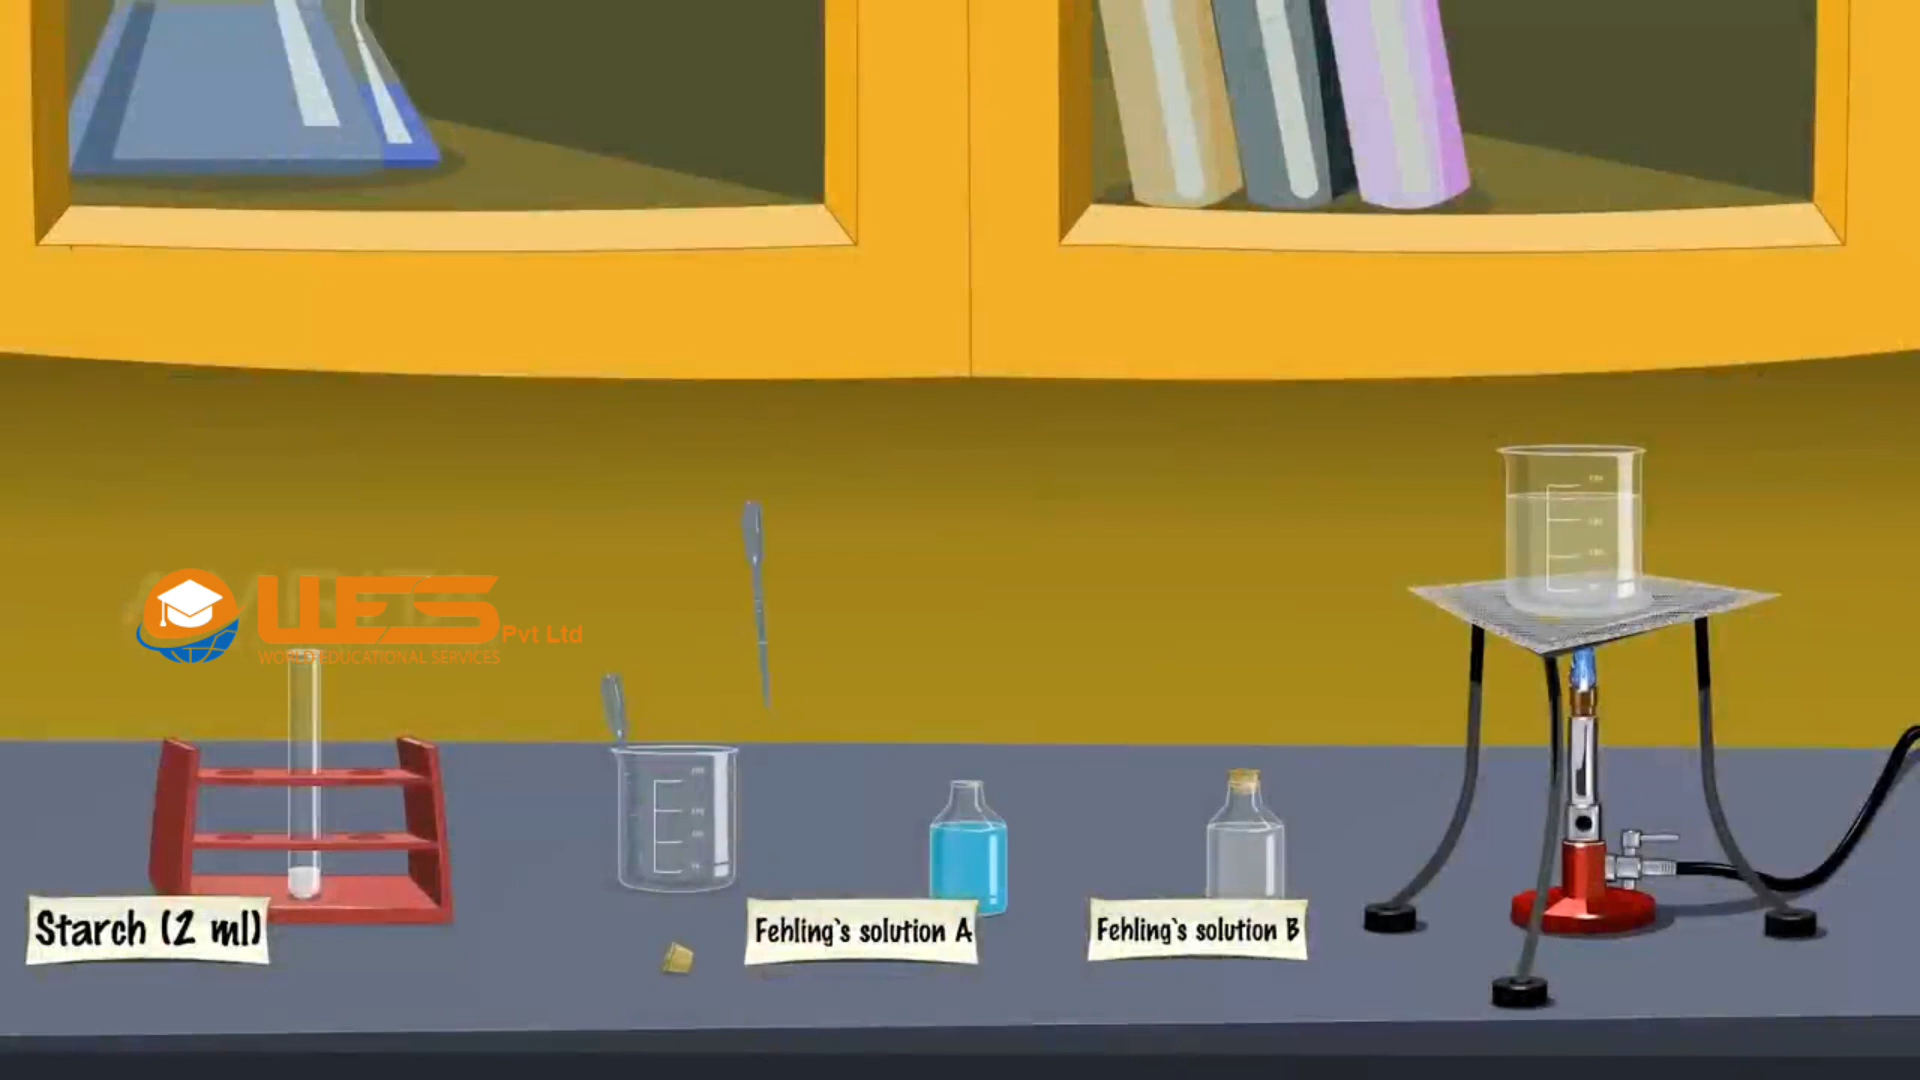 WES Pvt Ltd
WORLD EDUCATIONAL SERVICES
Starch (2 ml)
Fehling`s solution A
Fehling`s solution B